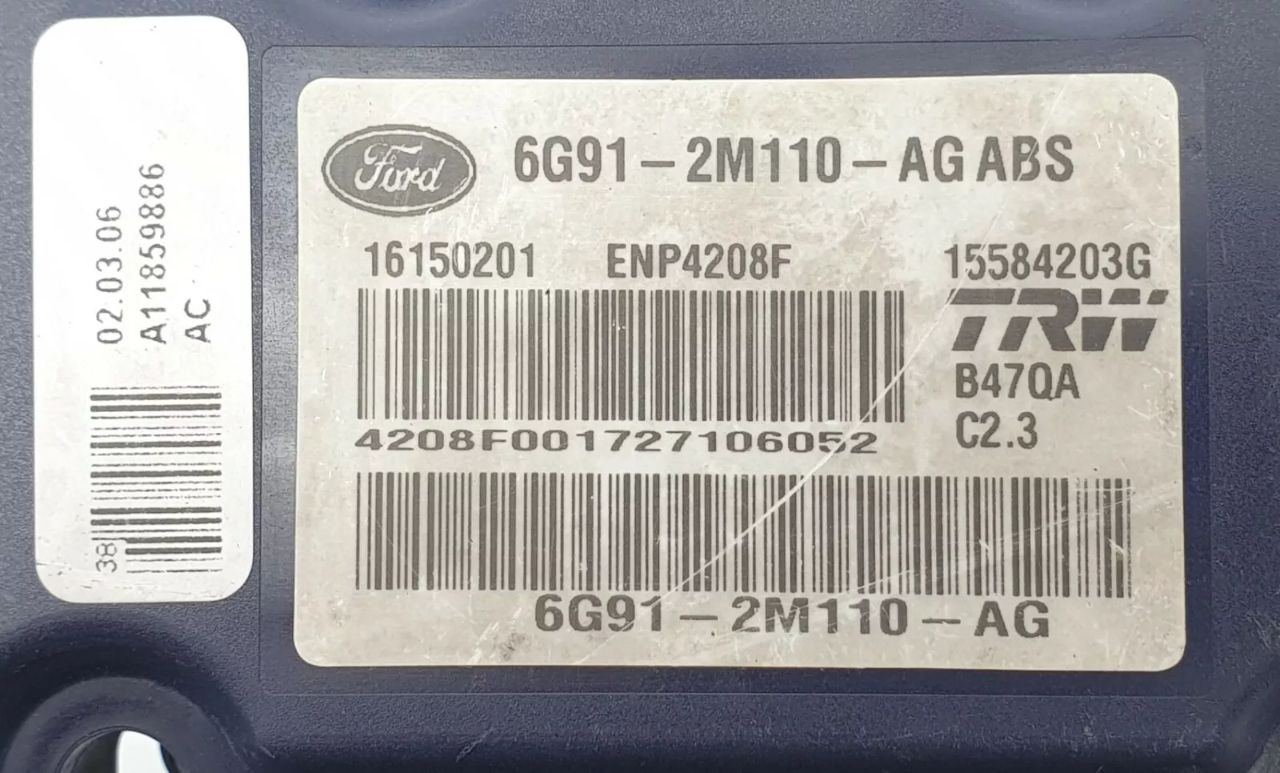 02.03.06
A11859886
AC
38
Ford
6G91-2M110-AG ABS
16150201 ENP4208F 15584203G
TRW
B47QA
C2.3
4208F001727106052
6G91-2M110-AG